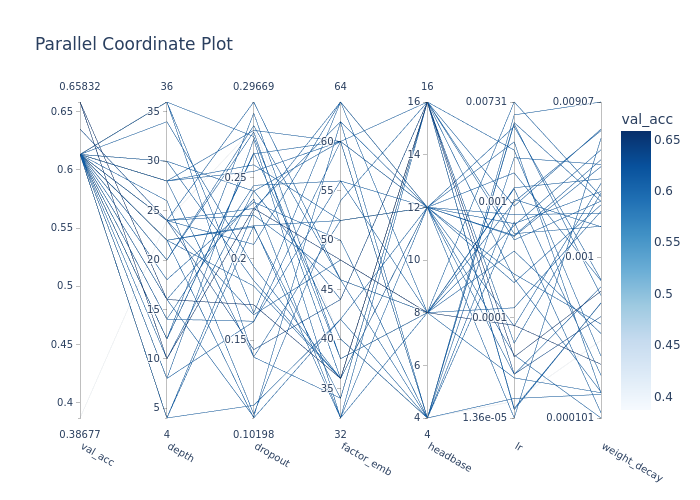 Parallel Coordinate Plot
0.65832 36 0.29669 64 16 0.00731 0.00907
val_acc
0.65 0.6 0.55 0.5 0.45 0.4
35 30 25 20 15 10 5
0.25 0.2 0.15
60 55 50 45 40 35
16 14 12 10 8 6 4
0.001 0.0001 1.36e-05
0.001 0.000101
0.65 0.6 0.55 0.5 0.45 0.4
0.38677 4 0.10198 32 4
val_acc depth dropout factor_emb headbase lr weight_decay